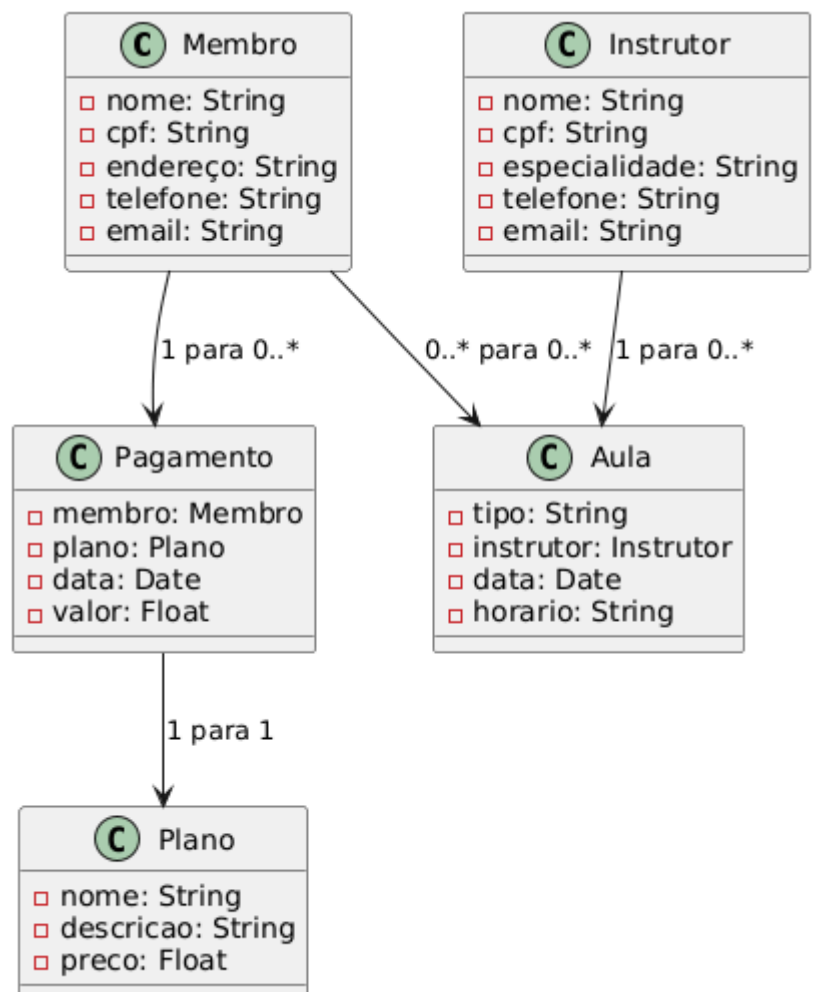 C Membro
nome: String
cpf: String
endereço: String
telefone: String
email: String
C Instrutor
nome: String
cpf: String
especialidade: String
telefone: String
email: String
1 para 0..*
0..* para 0..*
1 para 0..*
C Pagamento
membro: Membro
plano: Plano
data: Date
valor: Float
C Aula
tipo: String
instrutor: Instrutor
data: Date
horario: String
1 para 1
C Plano
nome: String
descricao: String
preco: Float